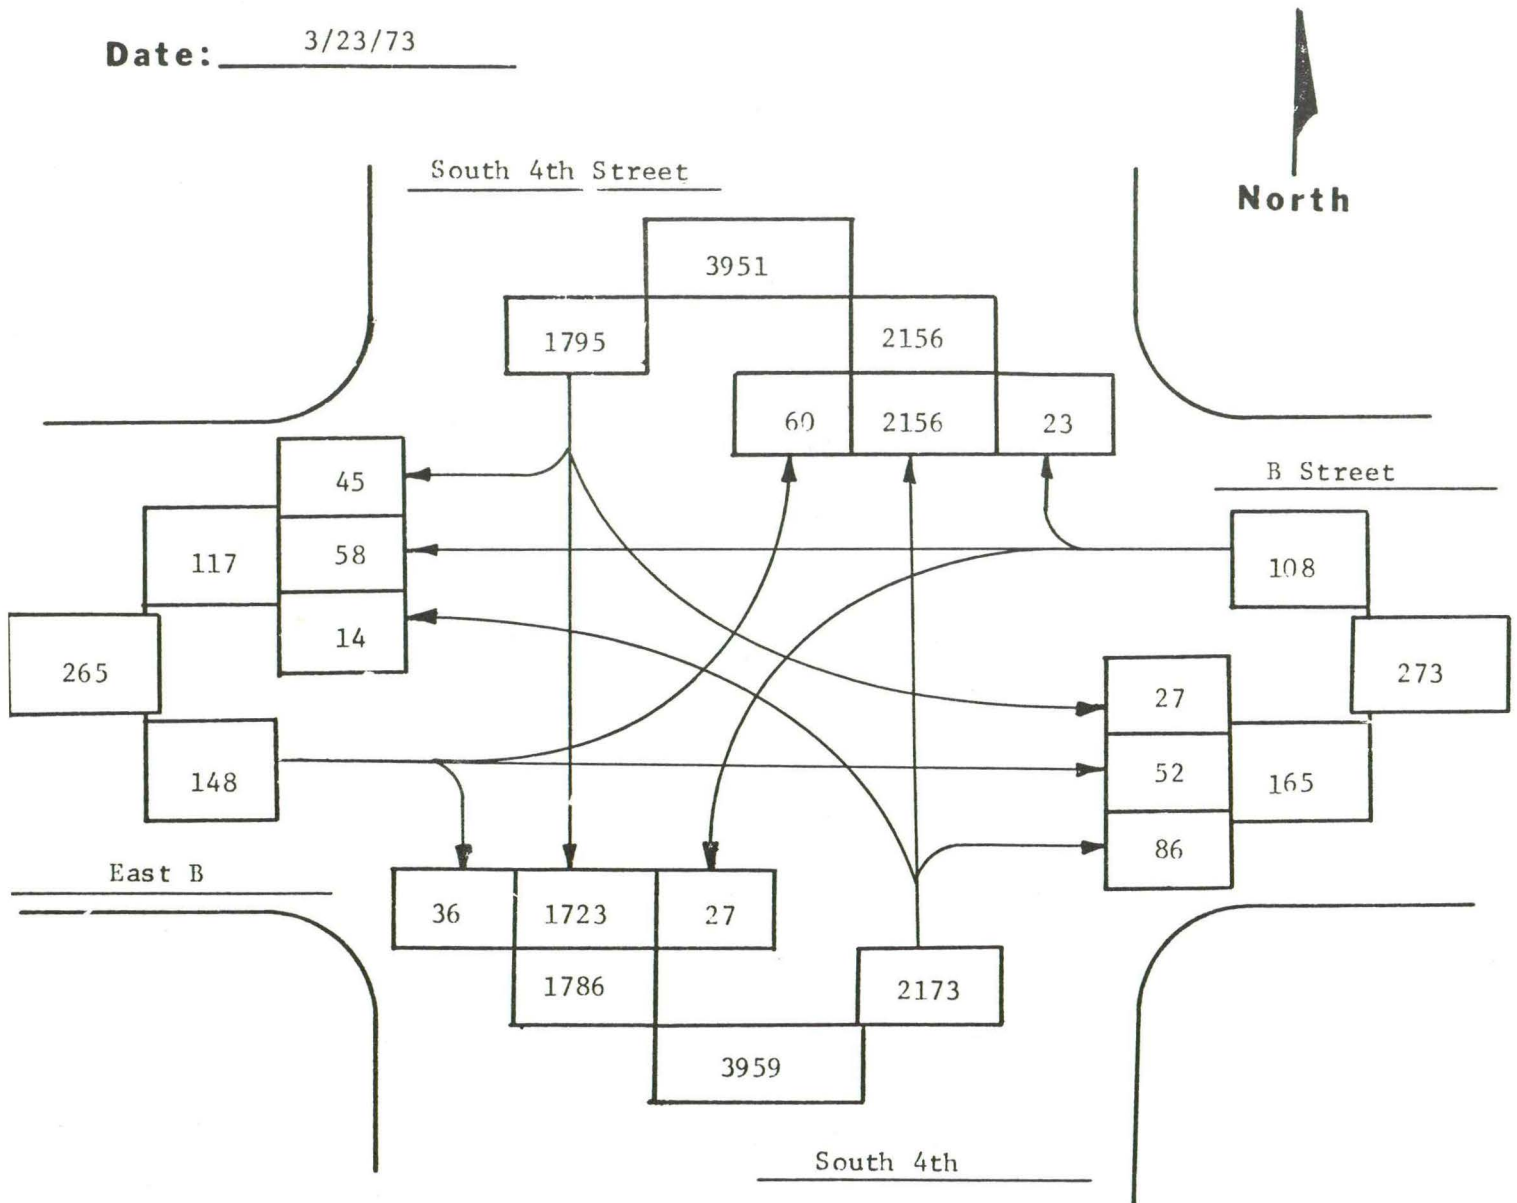 Date: 3/23/73
North
South 4th Street
3951
1795 2156
60 2156 23
B Street
45
117 58
14
265
148
108
273
27
52 165
86
East B
36 1723 27
1786 2173
3959
South 4th